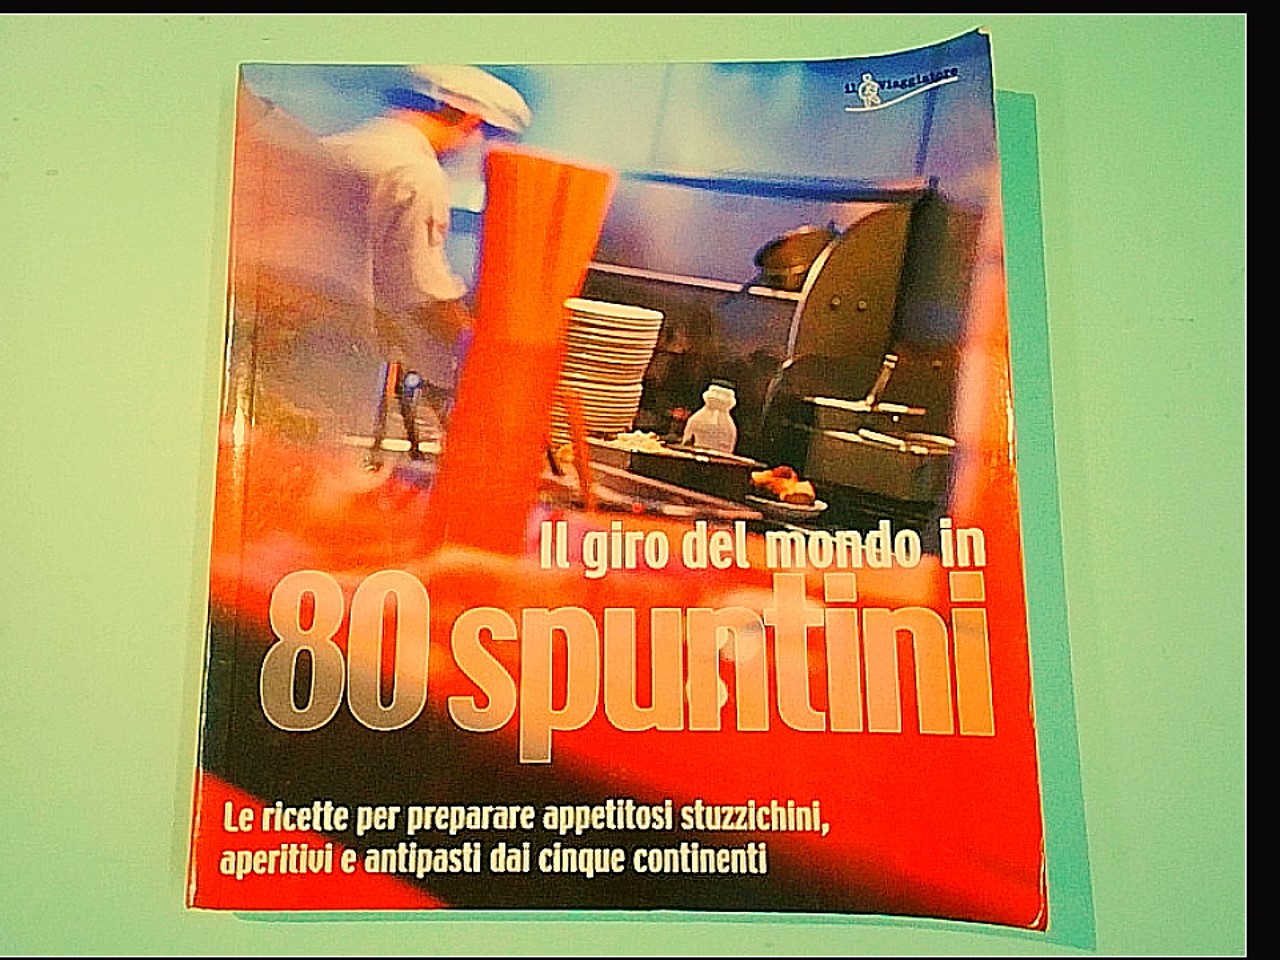 il Viaggiatore
Il giro del mondo in
80 spuntini
Le ricette per preparare appetitosi stuzzichini,
aperitivi e antipasti dai cinque continenti